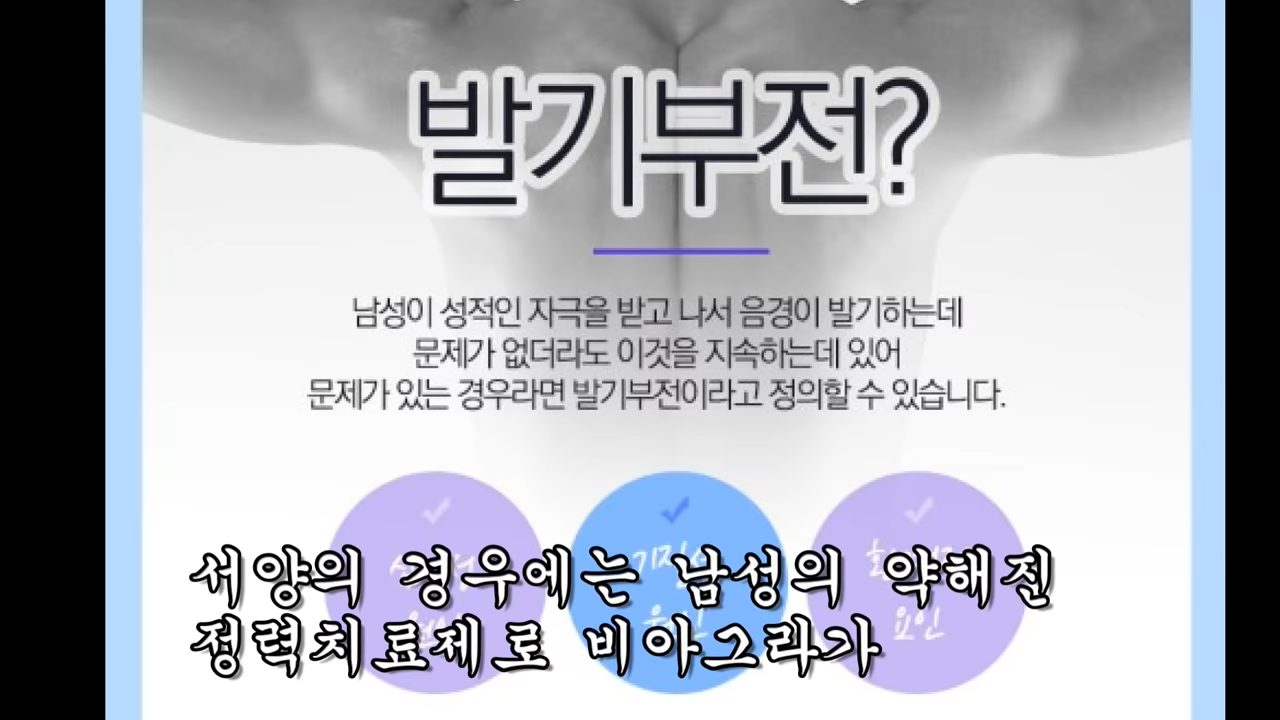 발기부전?
남성이 성적인 자극을 받고 나서 음경이 발기하는데
문제가 없더라도 이것을 지속하는데 있어
문제가 있는 경우라면 발기부전이라고 정의할 수 있습니다.
서양의 경우에는 남성의 약해진
정력치료제로 비아그라가
요인